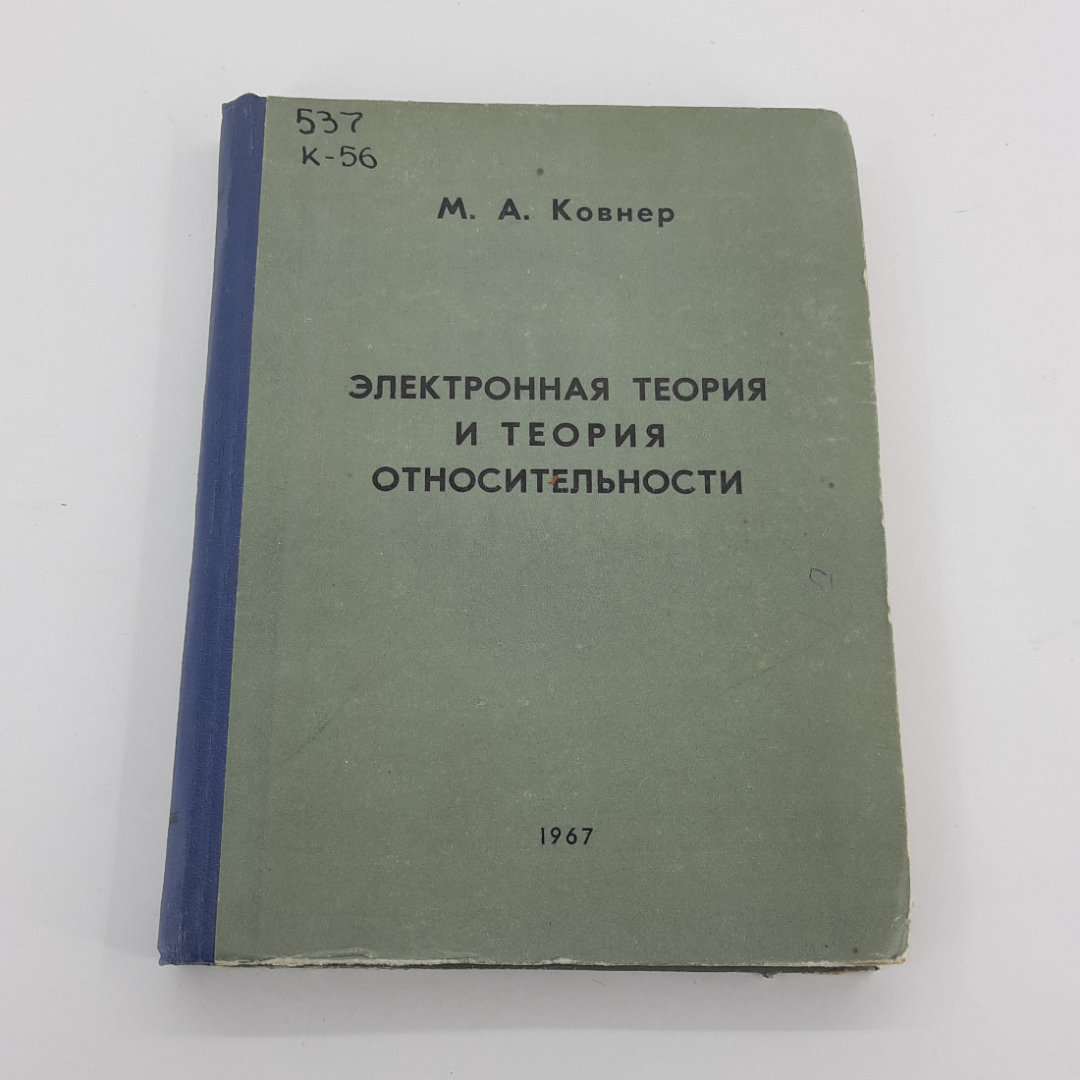 537
К-56
М. А. Ковнер
ЭЛЕКТРОННАЯ ТЕОРИЯ
И ТЕОРИЯ
ОТНОСИТЕЛЬНОСТИ
1967